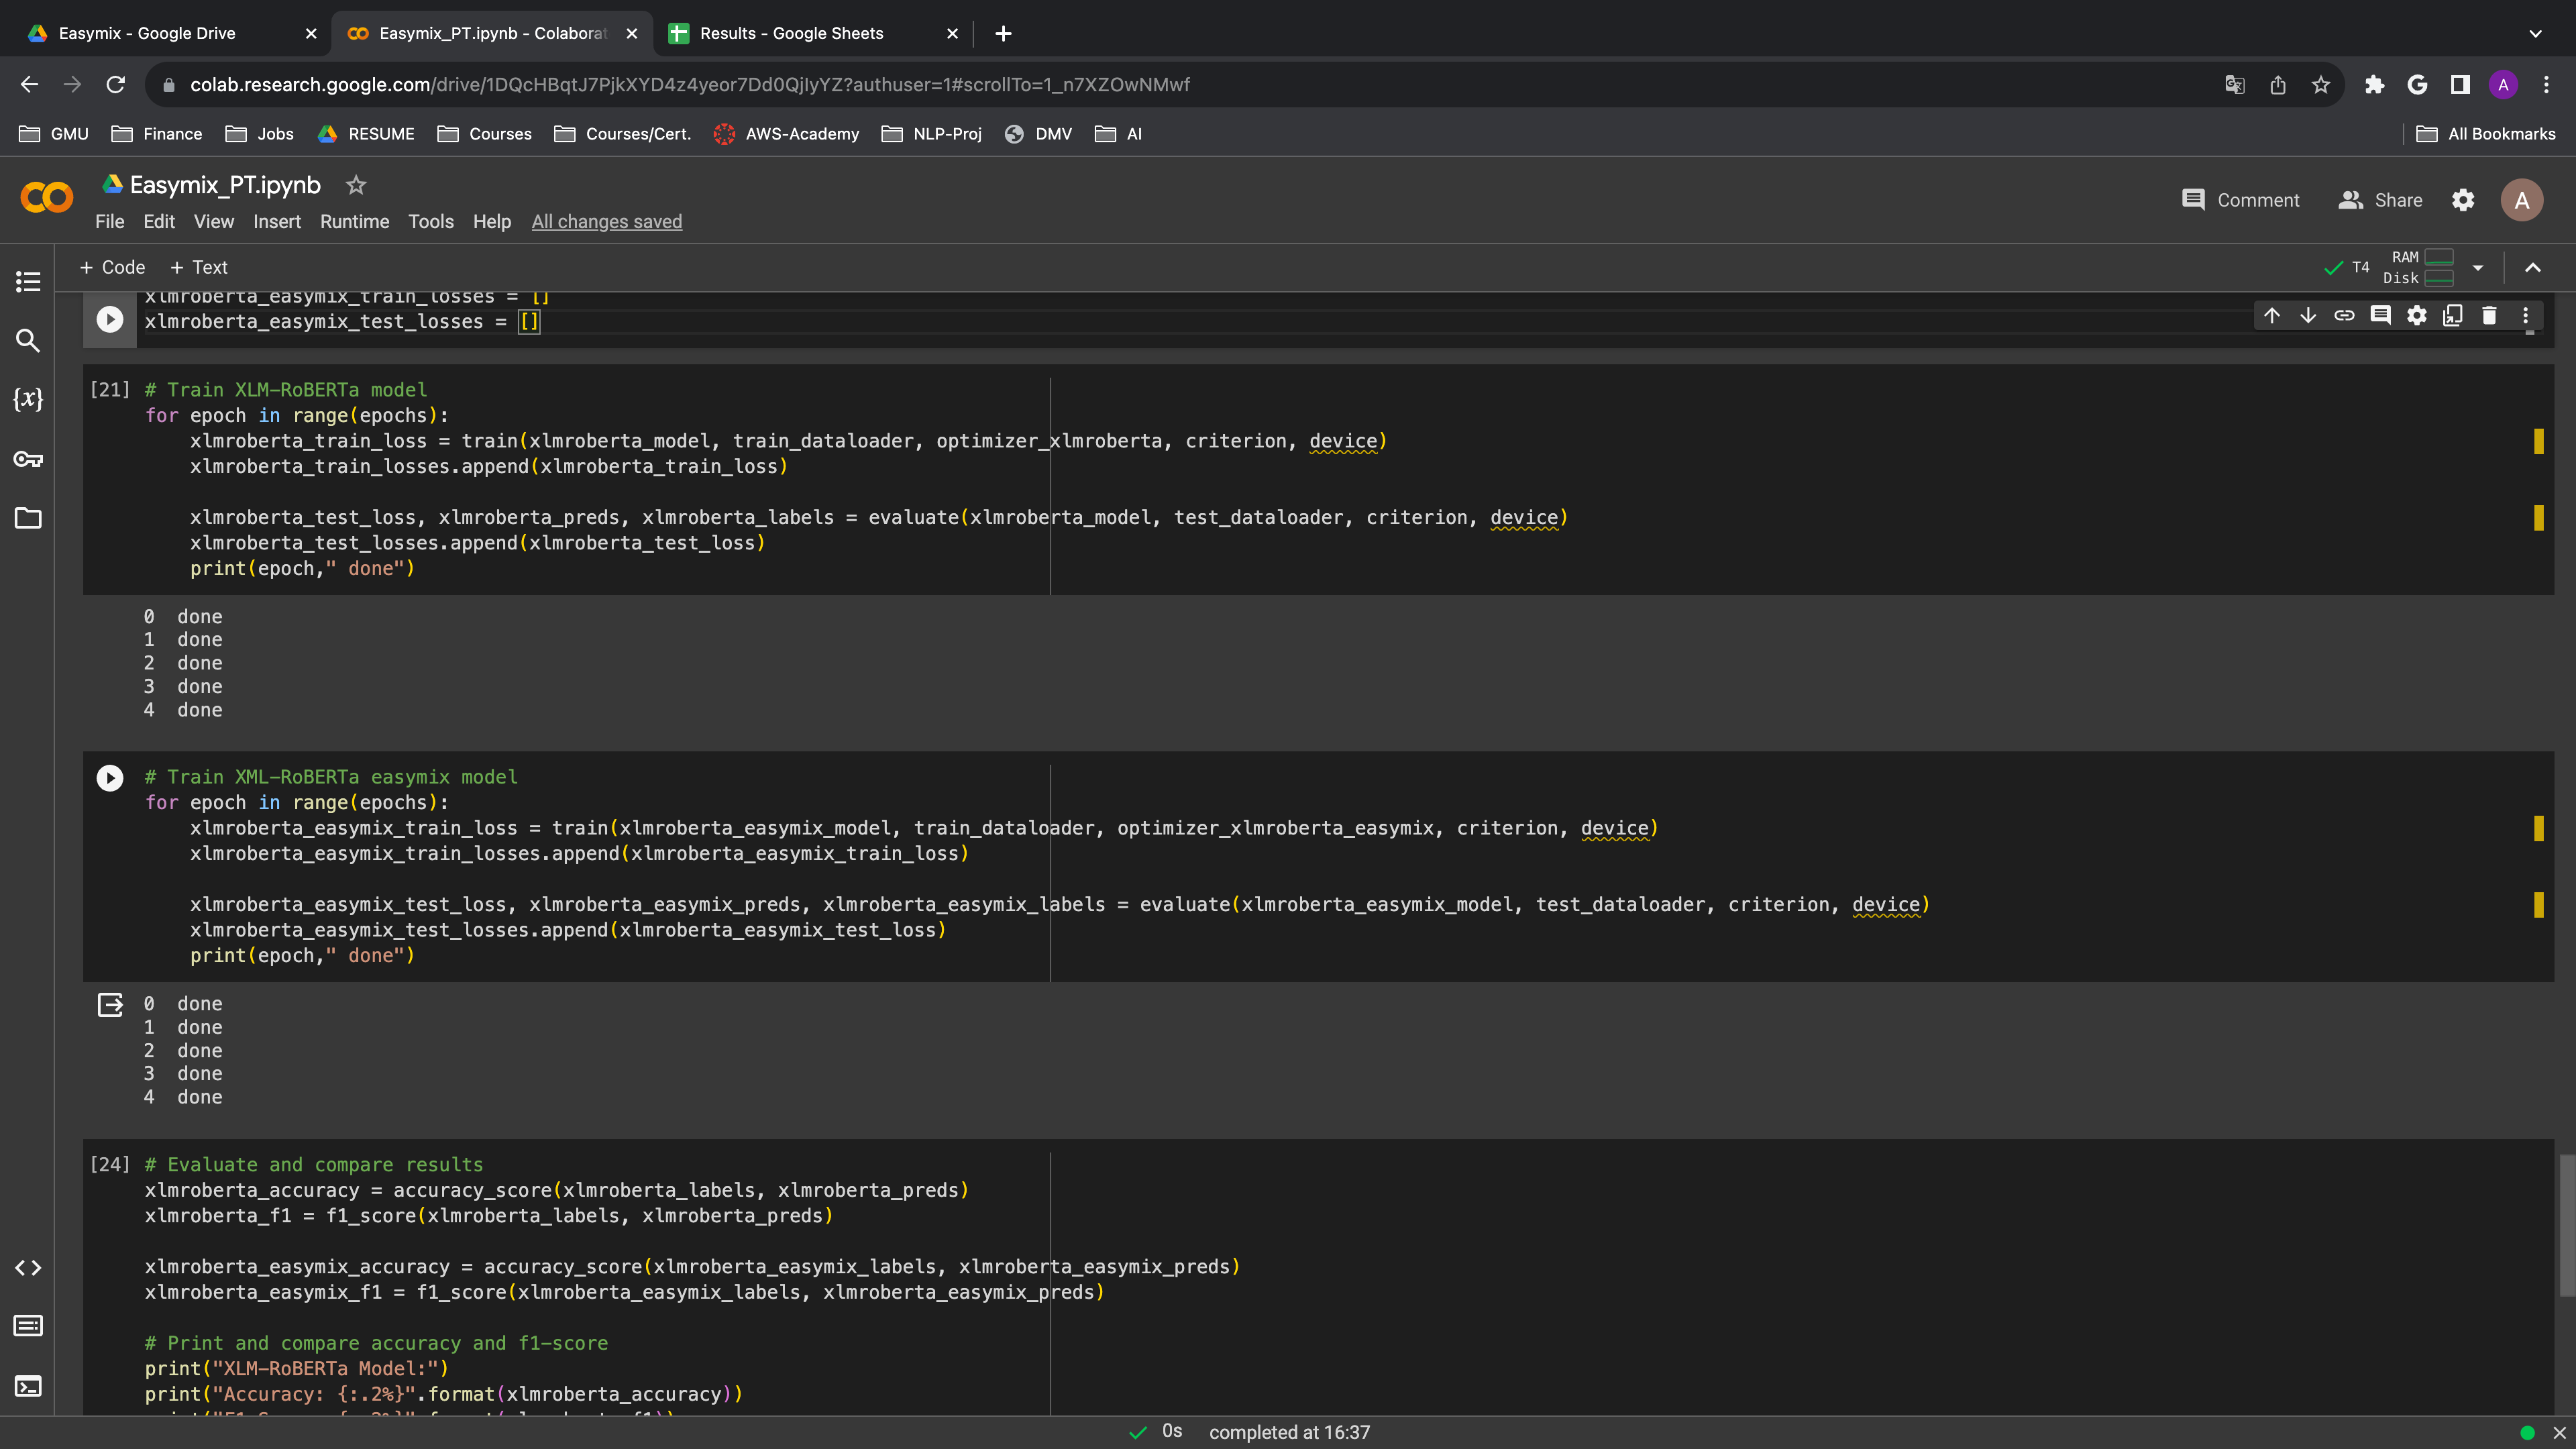 Easymix - Google Drive
Easymix_PT.ipynb - Colaborat
Results - Google Sheets
colab.research.google.com/drive/1DQcHBqtJ7PjkXYD4z4yeor7Dd0QjlyYZ?authuser=1#scrollTo=1_n7XZOwNMwf
A
GMU Finance Jobs RESUME Courses Courses/Cert. AWS-Academy NLP-Proj DMV AI All Bookmarks
Easymix_PT.ipynb
Comment Share A
File Edit View Insert Runtime Tools Help All changes saved
+ Code + Text
T4 RAM
Disk
xlmroberta_easymix_train_losses = []
xlmroberta_easymix_test_losses = []
[21] # Train XLM-RoBERTa model
for epoch in range(epochs):
    xlmroberta_train_loss = train(xlmroberta_model, train_dataloader, optimizer_xlmroberta, criterion, device)
    xlmroberta_train_losses.append(xlmroberta_train_loss)
    xlmroberta_test_loss, xlmroberta_preds, xlmroberta_labels = evaluate(xlmroberta_model, test_dataloader, criterion, device)
    xlmroberta_test_losses.append(xlmroberta_test_loss)
    print(epoch," done")
0 done
1 done
2 done
3 done
4 done
# Train XML-RoBERTa easymix model
for epoch in range(epochs):
    xlmroberta_easymix_train_loss = train(xlmroberta_easymix_model, train_dataloader, optimizer_xlmroberta_easymix, criterion, device)
    xlmroberta_easymix_train_losses.append(xlmroberta_easymix_train_loss)
    xlmroberta_easymix_test_loss, xlmroberta_easymix_preds, xlmroberta_easymix_labels = evaluate(xlmroberta_easymix_model, test_dataloader, criterion, device)
    xlmroberta_easymix_test_losses.append(xlmroberta_easymix_test_loss)
    print(epoch," done")
0 done
1 done
2 done
3 done
4 done
[24] # Evaluate and compare results
xlmroberta_accuracy = accuracy_score(xlmroberta_labels, xlmroberta_preds)
xlmroberta_f1 = f1_score(xlmroberta_labels, xlmroberta_preds)
xlmroberta_easymix_accuracy = accuracy_score(xlmroberta_easymix_labels, xlmroberta_easymix_preds)
xlmroberta_easymix_f1 = f1_score(xlmroberta_easymix_labels, xlmroberta_easymix_preds)
# Print and compare accuracy and f1-score
print("XLM-RoBERTa Model:")
print("Accuracy: {:.2%}".format(xlmroberta_accuracy))
0s completed at 16:37